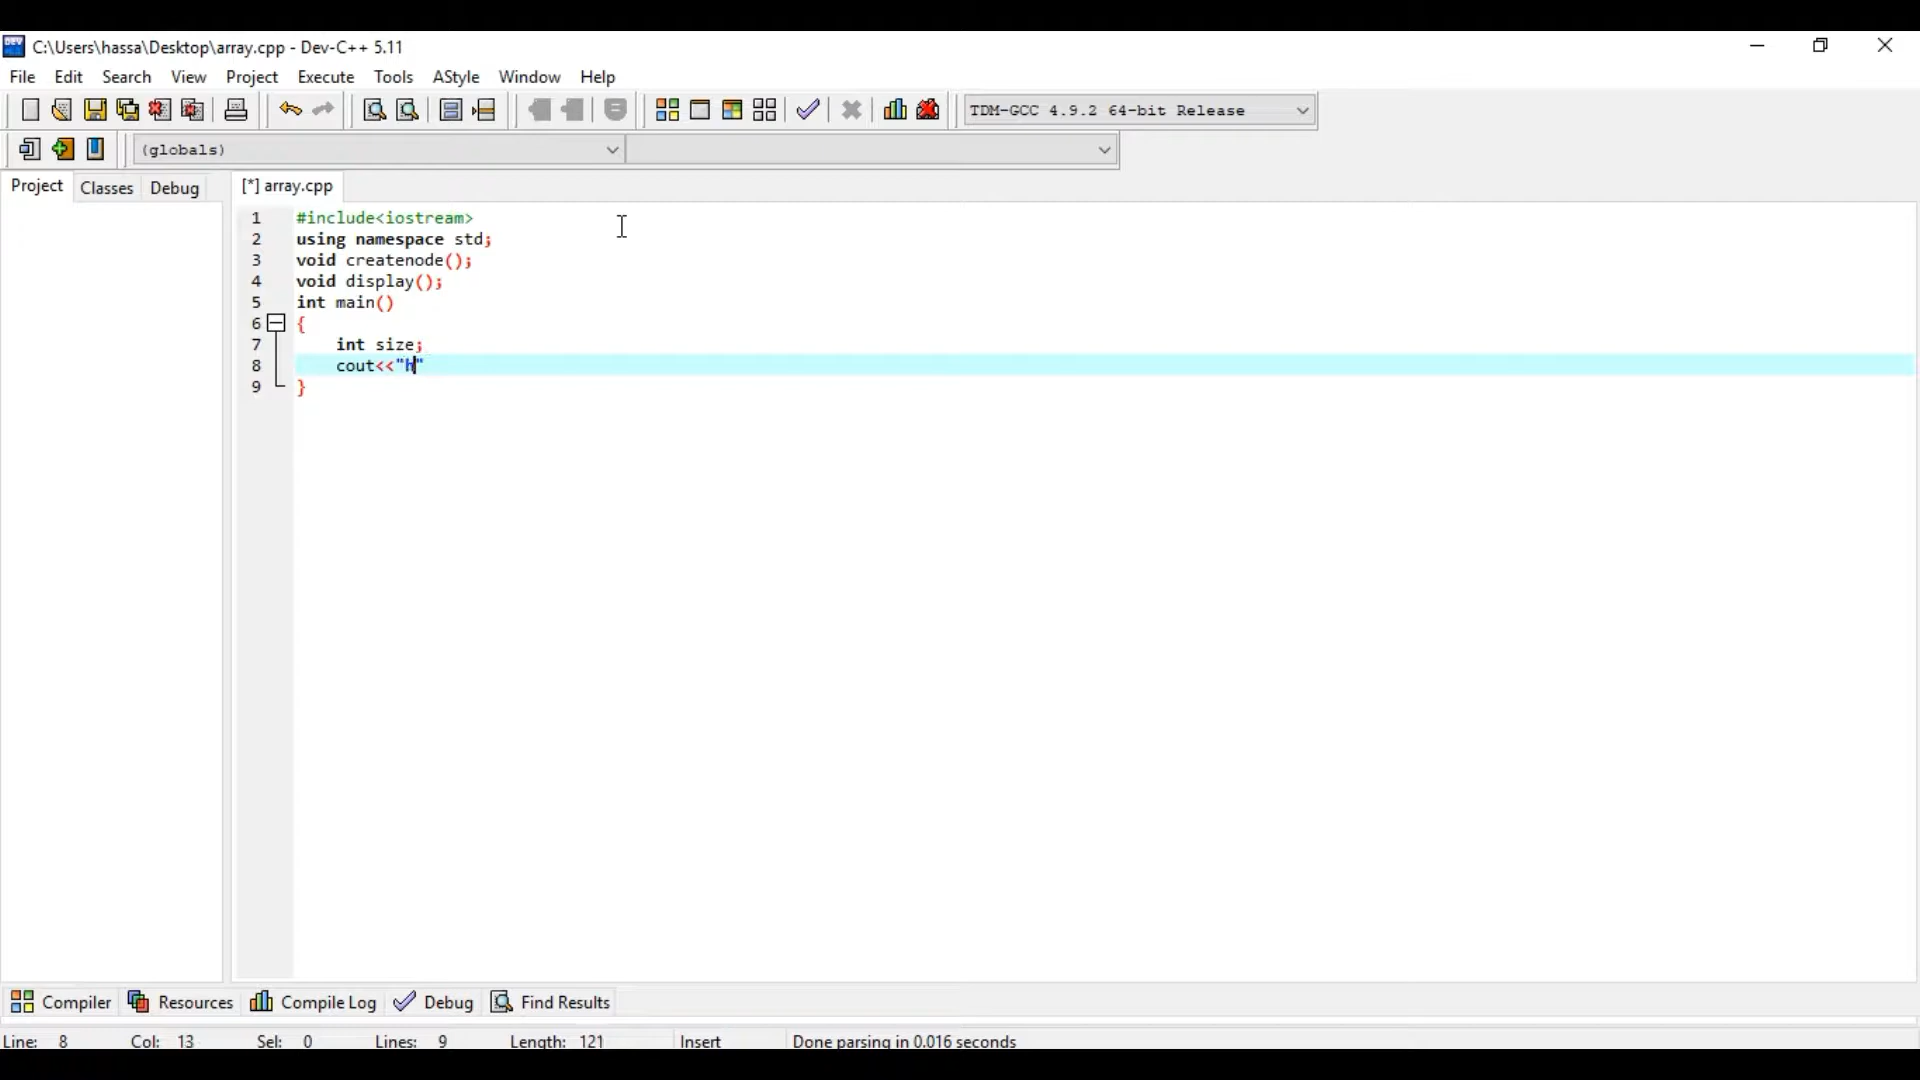 C:\Users\hassa\Desktop\array.cpp - Dev-C++ 5.11
File Edit Search View Project Execute Tools AStyle Window Help
TDM-GCC 4.9.2 64-bit Release
(globals)
Project Classes Debug [*] array.cpp
1 #include<iostream>
2 using namespace std;
3 void createnode();
4 void display();
5 int main()
6 {
7 int size;
8 cout<<"h"
9 }
Compiler Resources Compile Log Debug Find Results
Line: 8 Col: 13 Sel: 0 Lines: 9 Length: 121 Insert Done parsing in 0.016 seconds